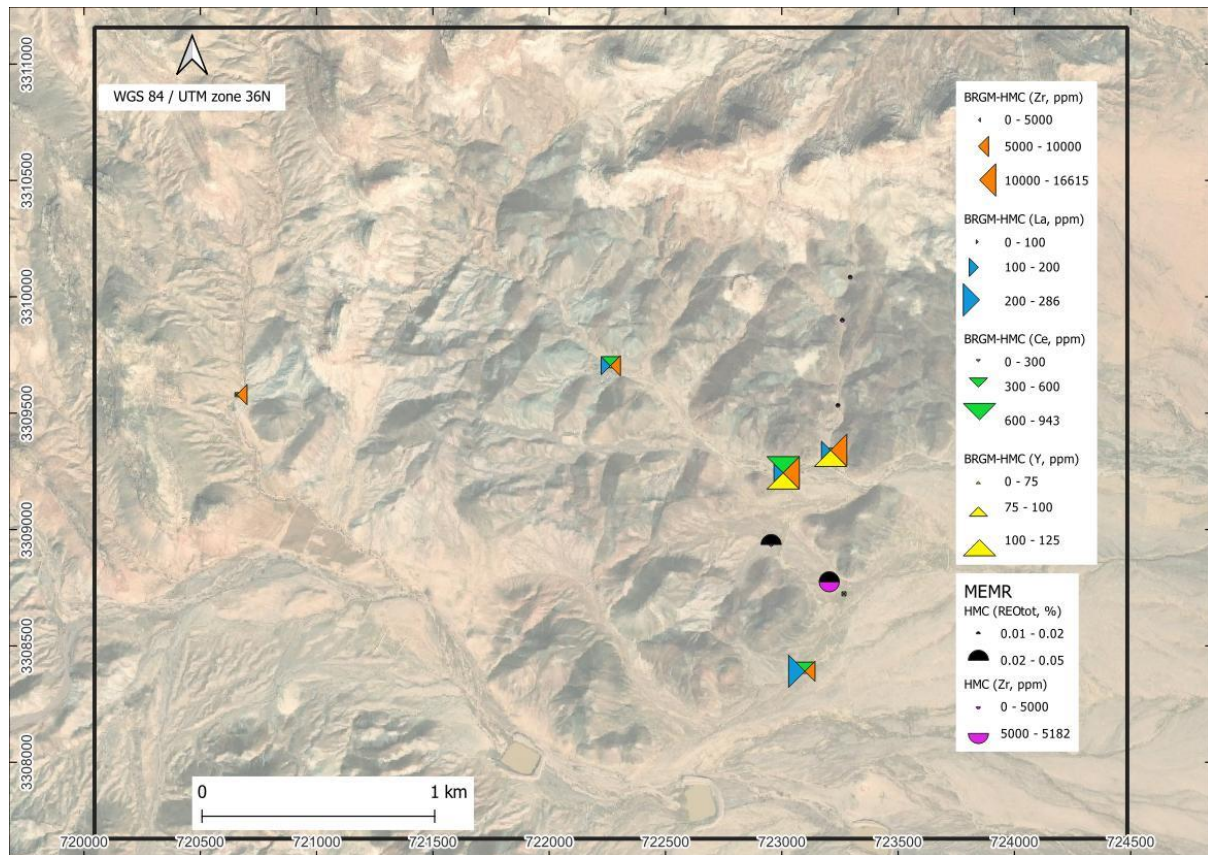 WGS 84 / UTM zone 36N
3311000
3310500
3310000
3309500
3309000
3308500
3308000
BRGM-HMC (Zr, ppm)
0 - 5000
5000 - 10000
10000 - 16615
BRGM-HMC (La, ppm)
0 - 100
100 - 200
200 - 286
BRGM-HMC (Ce, ppm)
0 - 300
300 - 600
600 - 943
BRGM-HMC (Y, ppm)
0 - 75
75 - 100
100 - 125
MEMR
HMC (REOtot, %)
0.01 - 0.02
0.02 - 0.05
HMC (Zr, ppm)
0 - 5000
5000 - 5182
0 1 km
720000 720500 721000 721500 722000 722500 723000 723500 724000 724500